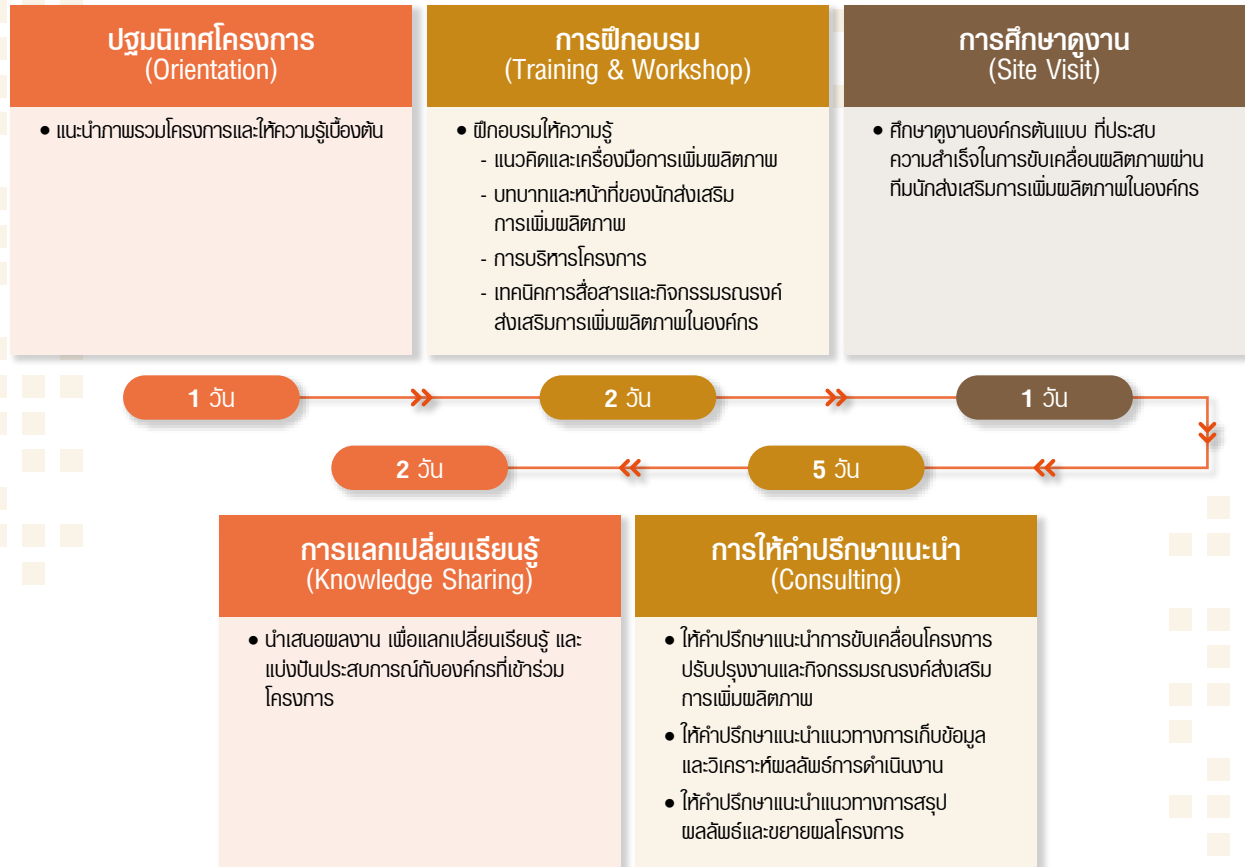 ปฐมนิเทศโครงการ
(Orientation)
• แนะนำภาพรวมโครงการและให้ความรู้เบื้องต้น
การฝึกอบรม
(Training & Workshop)
• ฝึกอบรมให้ความรู้
- แนวคิดและเครื่องมือการเพิ่มผลิตภาพ
- บทบาทและหน้าที่ของนักส่งเสริม
การเพิ่มผลิตภาพ
- การบริหารโครงการ
- เทคนิคการสื่อสารและกิจกรรมรณรงค์
ส่งเสริมการเพิ่มผลิตภาพในองค์กร
การศึกษาดูงาน
(Site Visit)
• ศึกษาดูงานองค์กรต้นแบบ ที่ประสบ
ความสำเร็จในการขับเคลื่อนผลิตภาพผ่าน
ทีมนักส่งเสริมการเพิ่มผลิตภาพในองค์กร
1 วัน
2 วัน
1 วัน
2 วัน
5 วัน
การแลกเปลี่ยนเรียนรู้
(Knowledge Sharing)
• นำเสนอผลงาน เพื่อแลกเปลี่ยนเรียนรู้ และ
แบ่งปันประสบการณ์กับองค์กรที่เข้าร่วม
โครงการ
การให้คำปรึกษาแนะนำ
(Consulting)
• ให้คำปรึกษาแนะนำการขับเคลื่อนโครงการ
ปรับปรุงงานและกิจกรรมรณรงค์ส่งเสริม
การเพิ่มผลิตภาพ
• ให้คำปรึกษาแนะนำแนวทางการเก็บข้อมูล
และวิเคราะห์ผลลัพธ์การดำเนินงาน
• ให้คำปรึกษาแนะนำแนวทางการสรุป
ผลลัพธ์และขยายผลโครงการ